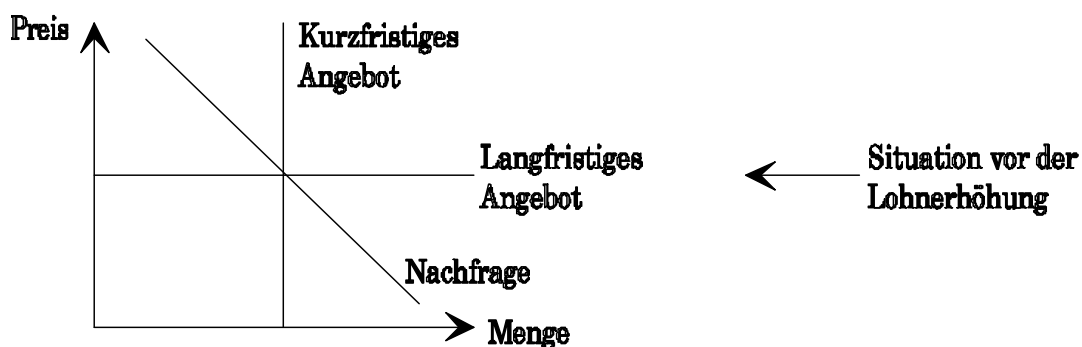 Preis
Kurzfristiges
Angebot
Langfristiges
Angebot
Situation vor der
Lohnerhöhung
Nachfrage
Menge